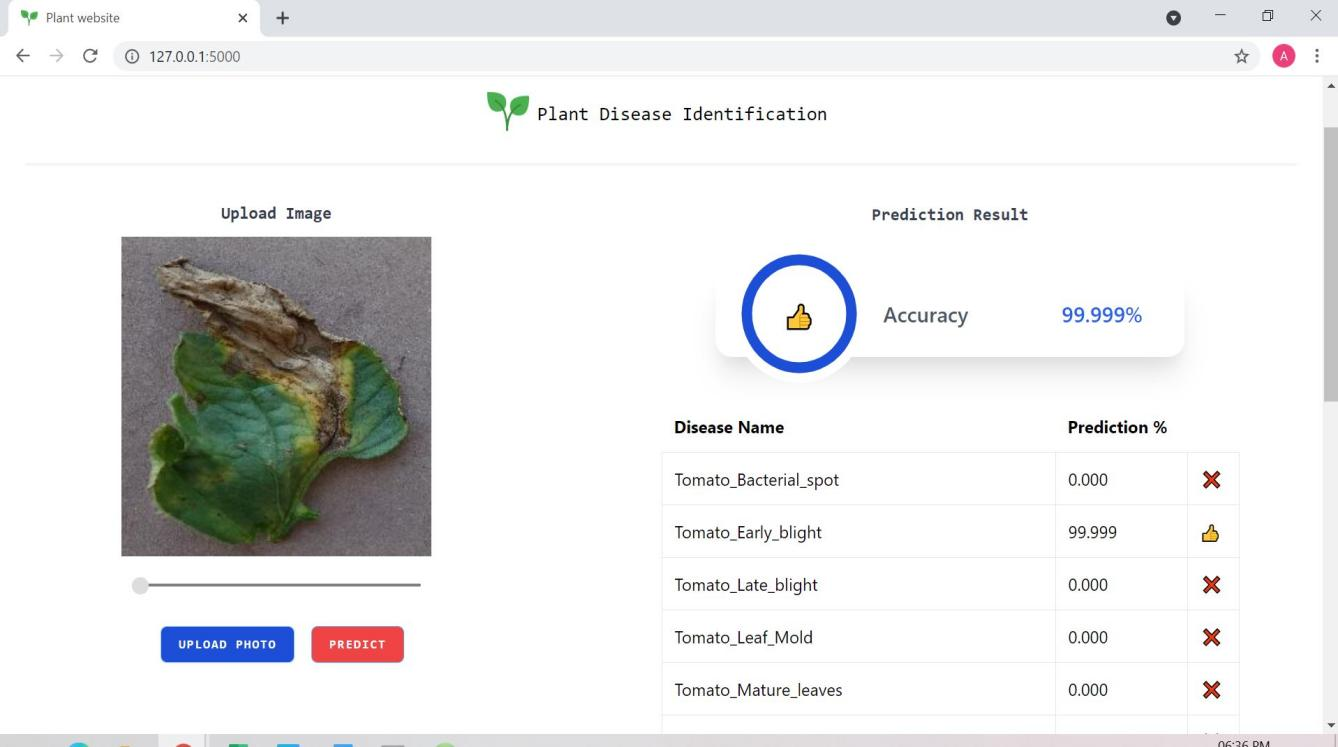 Plant website
127.0.0.1:5000
A
Plant Disease Identification
Upload Image
Prediction Result
Accuracy 99.999%
Disease Name Prediction %
Tomato_Bacterial_spot 0.000
Tomato_Early_blight 99.999
Tomato_Late_blight 0.000
Tomato_Leaf_Mold 0.000
Tomato_Mature_leaves 0.000
UPLOAD PHOTO PREDICT
06:36 PM